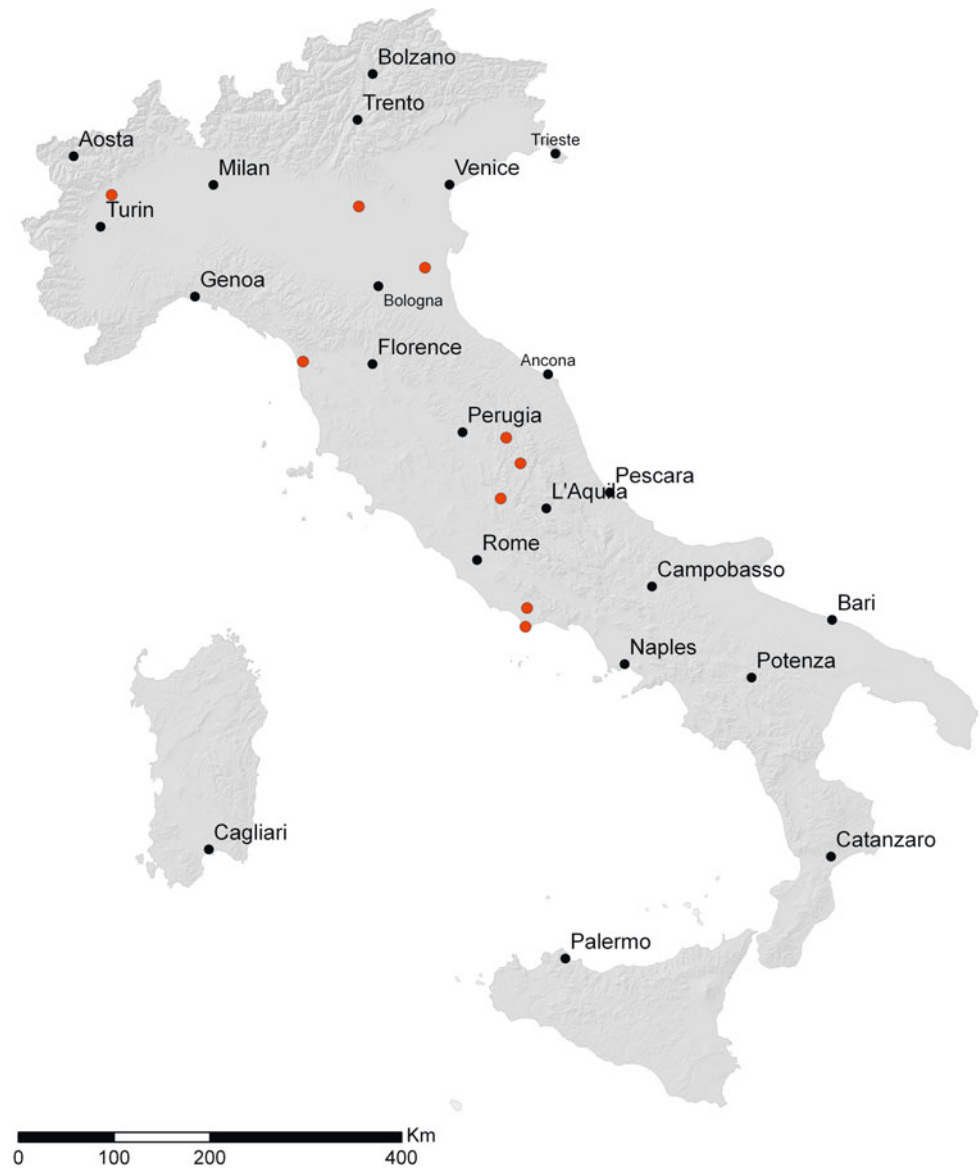 Bolzano
Trento
Aosta
Trieste
Milan
Venice
Turin
Genoa
Bologna
Florence
Ancona
Perugia
Pescara
L'Aquila
Rome
Campobasso
Bari
Naples
Potenza
Cagliari
Catanzaro
Palermo
Km
0 100 200 400